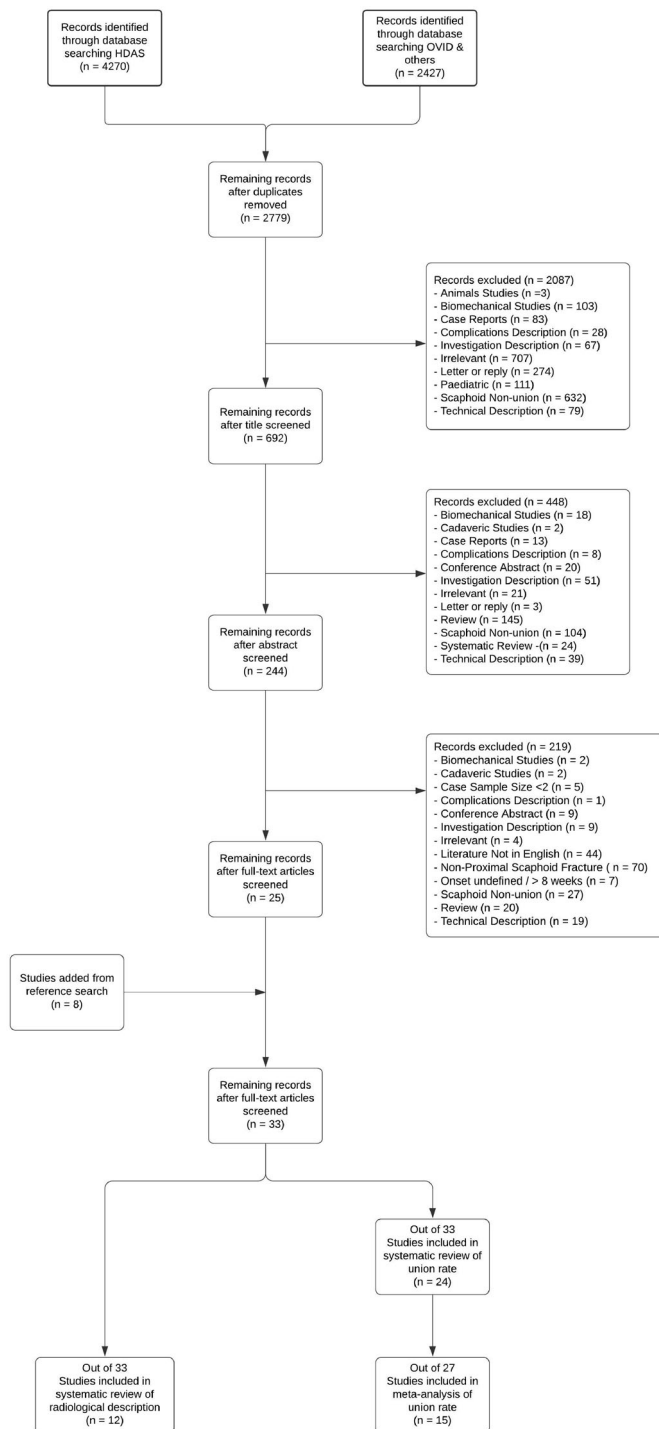 Records identified
through database
searching HDAS
(n = 4270)
Records identified
through database
searching OVID &
others
(n = 2427)
Remaining records
after duplicates
removed
(n = 2779)
Records excluded (n = 2087)
- Animals Studies (n =3)
- Biomechanical Studies (n = 103)
- Case Reports (n = 83)
- Complications Description (n = 28)
- Investigation Description (n = 67)
- Irrelevant (n = 707)
- Letter or reply (n = 274)
- Paediatric (n = 111)
- Scaphoid Non-union (n = 632)
- Technical Description (n = 79)
Remaining records
after title screened
(n = 692)
Records excluded (n = 448)
- Biomechanical Studies (n = 18)
- Cadaveric Studies (n = 2)
- Case Reports (n = 13)
- Complications Description (n = 8)
- Conference Abstract (n = 20)
- Investigation Description (n = 51)
- Irrelevant (n = 21)
- Letter or reply (n = 3)
- Review (n = 145)
- Scaphoid Non-union (n = 104)
- Systematic Review -(n = 24)
- Technical Description (n = 39)
Remaining records
after abstract
screened
(n = 244)
Records excluded (n = 219)
- Biomechanical Studies (n = 2)
- Cadaveric Studies (n = 2)
- Case Sample Size <2 (n = 5)
- Complications Description (n = 1)
- Conference Abstract (n = 9)
- Investigation Description (n = 9)
- Irrelevant (n = 4)
- Literature Not in English (n = 44)
- Non-Proximal Scaphoid Fracture ( n = 70)
- Onset undefined / > 8 weeks (n = 7)
- Scaphoid Non-union (n = 27)
- Review (n = 20)
- Technical Description (n = 19)
Remaining records
after full-text articles
screened
(n = 25)
Studies added from
reference search
(n = 8)
Remaining records
after full-text articles
screened
(n = 33)
Out of 33
Studies included in
systematic review of
union rate
(n = 24)
Out of 33
Studies included in
systematic review of
radiological description
(n = 12)
Out of 27
Studies included in
meta-analysis of
union rate
(n = 15)